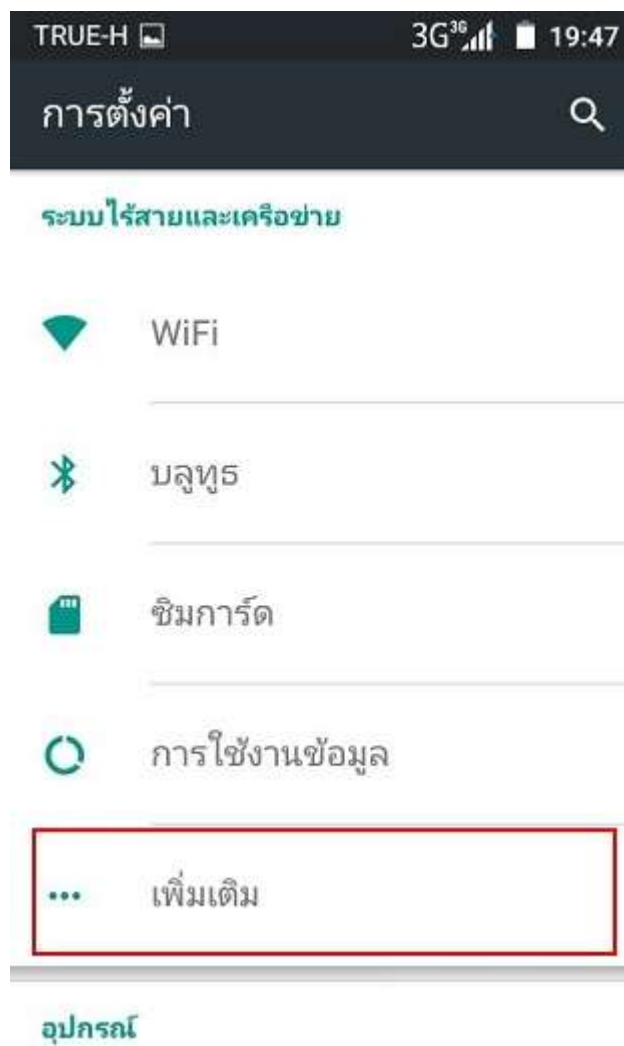 TRUE-H 3G 3G 19:47
การตั้งค่า
ระบบไร้สายและเครือข่าย
WiFi
บลูทูธ
ซิมการ์ด
การใช้งานข้อมูล
เพิ่มเติม
อุปกรณ์